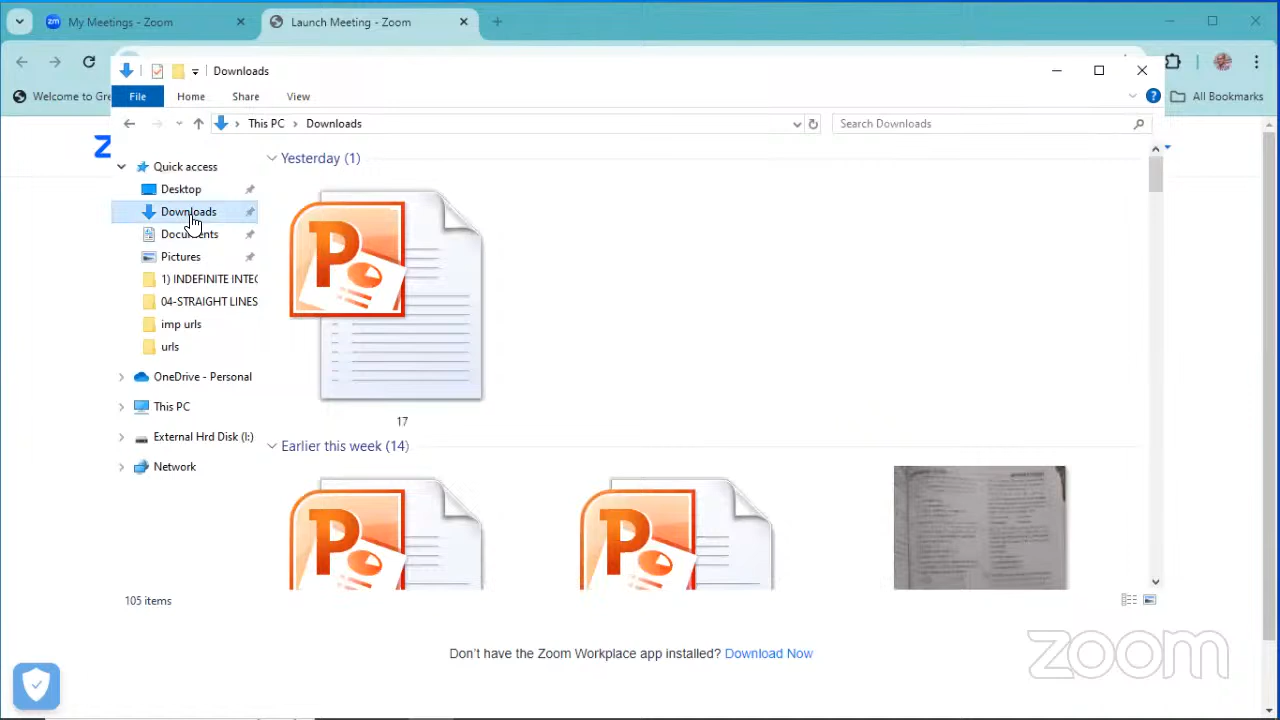 My Meetings - Zoom
Launch Meeting - Zoom
Downloads
Welcome to Gre
All Bookmarks
File
Home
Share
View
This PC
Downloads
Search Downloads
Quick access
Desktop
Downloads
Documents
Pictures
1) INDEFINITE INTEG
04-STRAIGHT LINES
imp urls
urls
OneDrive - Personal
This PC
External Hrd Disk (I:)
Network
Yesterday (1)
17
Earlier this week (14)
105 items
Don't have the Zoom Workplace app installed? Download Now
zoom